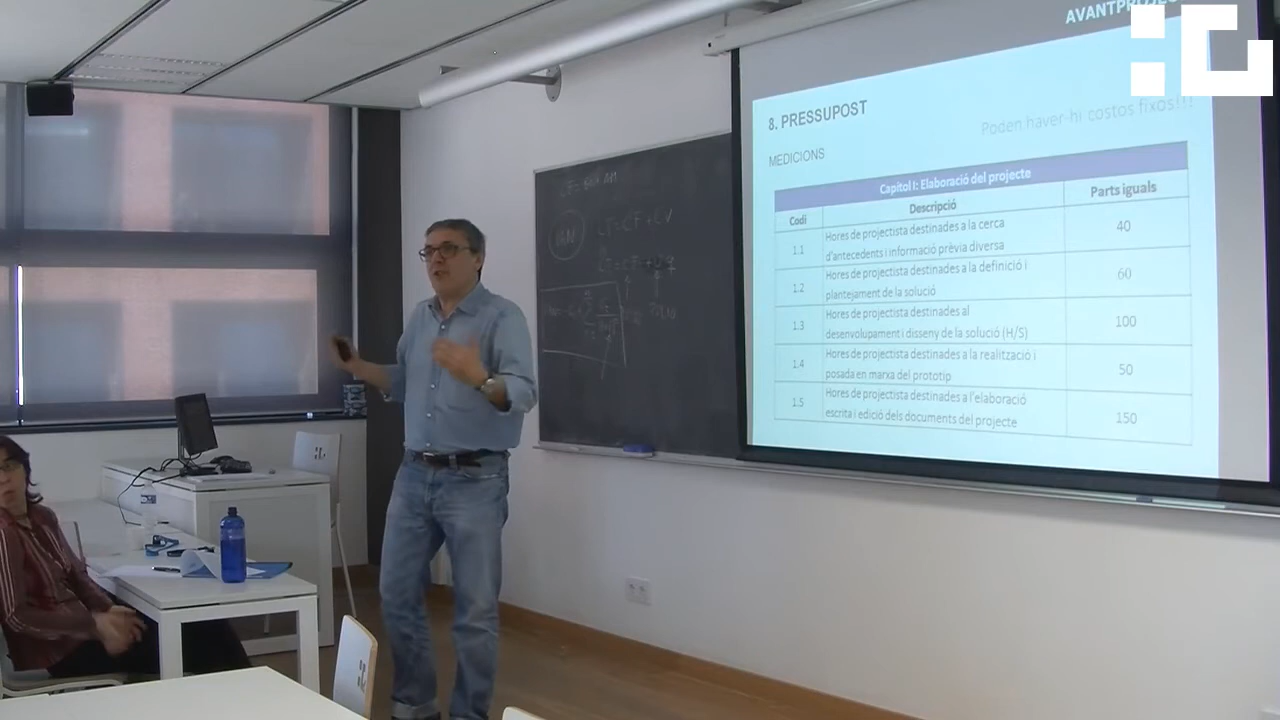 AVANTPROJEC
8. PRESSUPOST
Poden haver-hi costos fixos!!!
MEDICIONS
Capítol I: Elaboració del projecte
Codi Descripció Parts iguals
1.1 Hores de projectista destinades a la cerca
d'antecedents i informació prèvia diversa 40
1.2 Hores de projectista destinades a la definició i
plantejament de la solució 60
1.3 Hores de projectista destinades al
desenvolupament i disseny de la solució (H/S) 100
1.4 Hores de projectista destinades a la realització i
posada en marxa del prototip 50
1.5 Hores de projectista destinades a l'elaboració
escrita i edició dels documents del projecte 150
CT = CF + CV